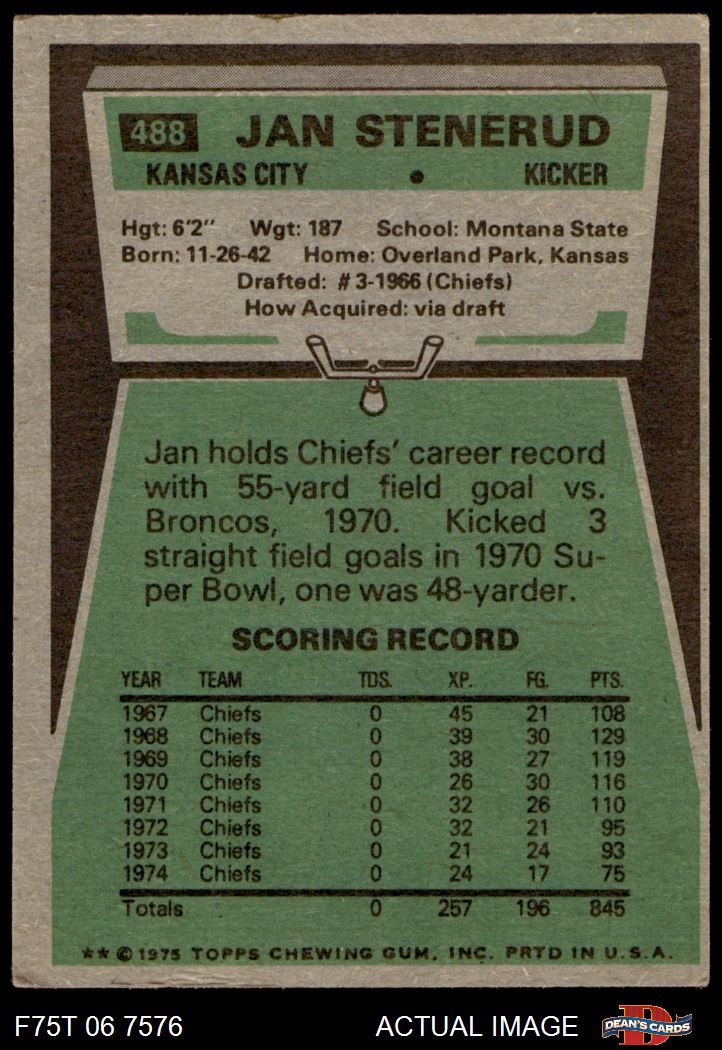 488 JAN STENERUD
KANSAS CITY • KICKER
Hgt: 6'2" Wgt: 187 School: Montana State
Born: 11-26-42 Home: Overland Park, Kansas
Drafted: #3-1966 (Chiefs)
How Acquired: via draft
Jan holds Chiefs' career record
with 55-yard field goal vs.
Broncos, 1970. Kicked 3
straight field goals in 1970 Su-
per Bowl, one was 48-yarder.
SCORING RECORD
YEAR TEAM TDS. XP. FG. PTS.
1967 Chiefs 0 45 21 108
1968 Chiefs 0 39 30 129
1969 Chiefs 0 38 27 119
1970 Chiefs 0 26 30 116
1971 Chiefs 0 32 26 110
1972 Chiefs 0 32 21 95
1973 Chiefs 0 21 24 93
1974 Chiefs 0 24 17 75
Totals 0 257 196 845
** © 1975 TOPPS CHEWING GUM, INC. PRTD IN U.S.A.
F75T 06 7576 ACTUAL IMAGE D DEAN'S CARDS